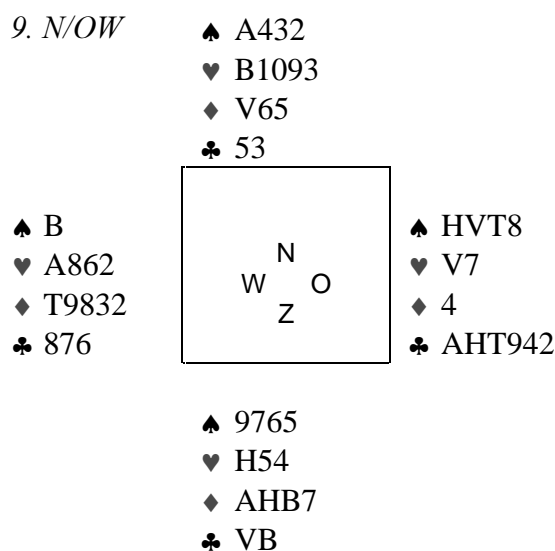 9. N/OW
♠ A432
♥ B1093
♦ V65
♣ 53
♠ B
♥ A862
♦ T9832
♣ 876
N
W O
Z
♠ HVT8
♥ V7
♦ 4
♣ AHT942
♠ 9765
♥ H54
♦ AHB7
♣ VB